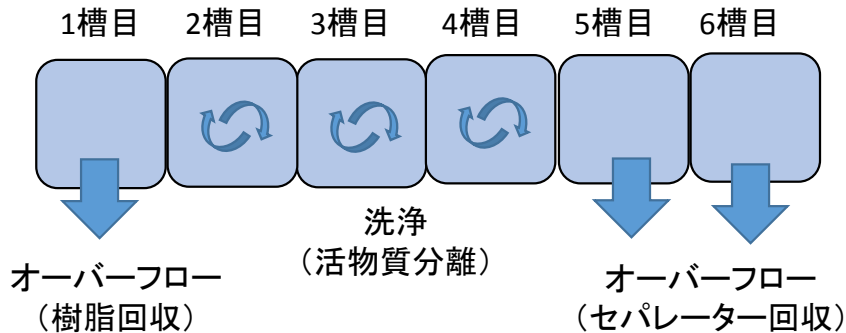 1槽目 2槽目 3槽目 4槽目 5槽目 6槽目
洗浄
（活物質分離）
オーバーフロー
（樹脂回収）
オーバーフロー
（セパレーター回収）